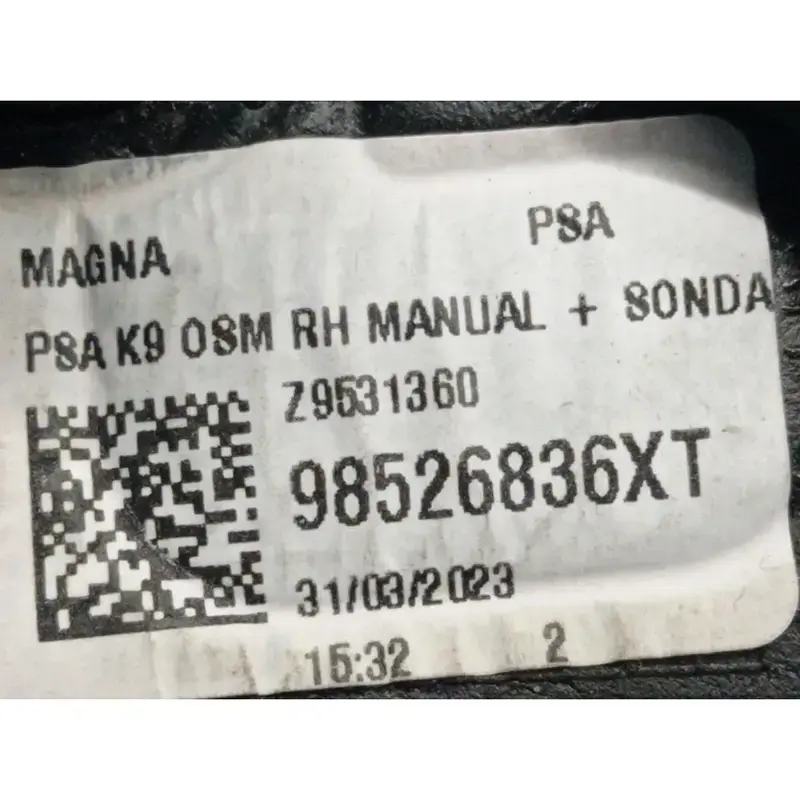 MAGNA PSA
PSA K9 OSM RH MANUAL + SONDA
Z9531360
98526836XT
31/03/2023
15:32 2